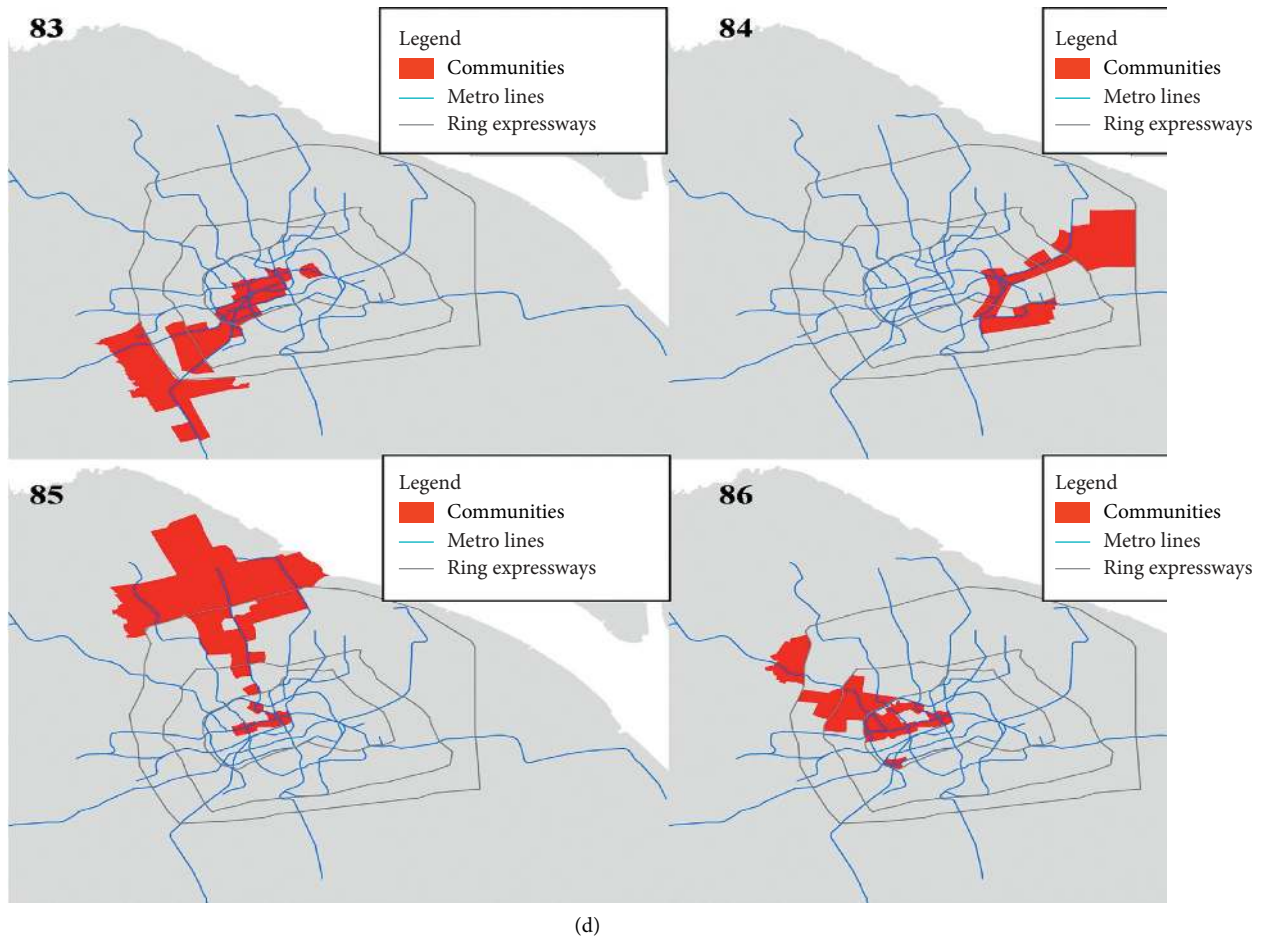 83
Legend
Communities
Metro lines
Ring expressways
84
Legend
Communities
Metro lines
Ring expressways
85
Legend
Communities
Metro lines
Ring expressways
86
Legend
Communities
Metro lines
Ring expressways
(d)